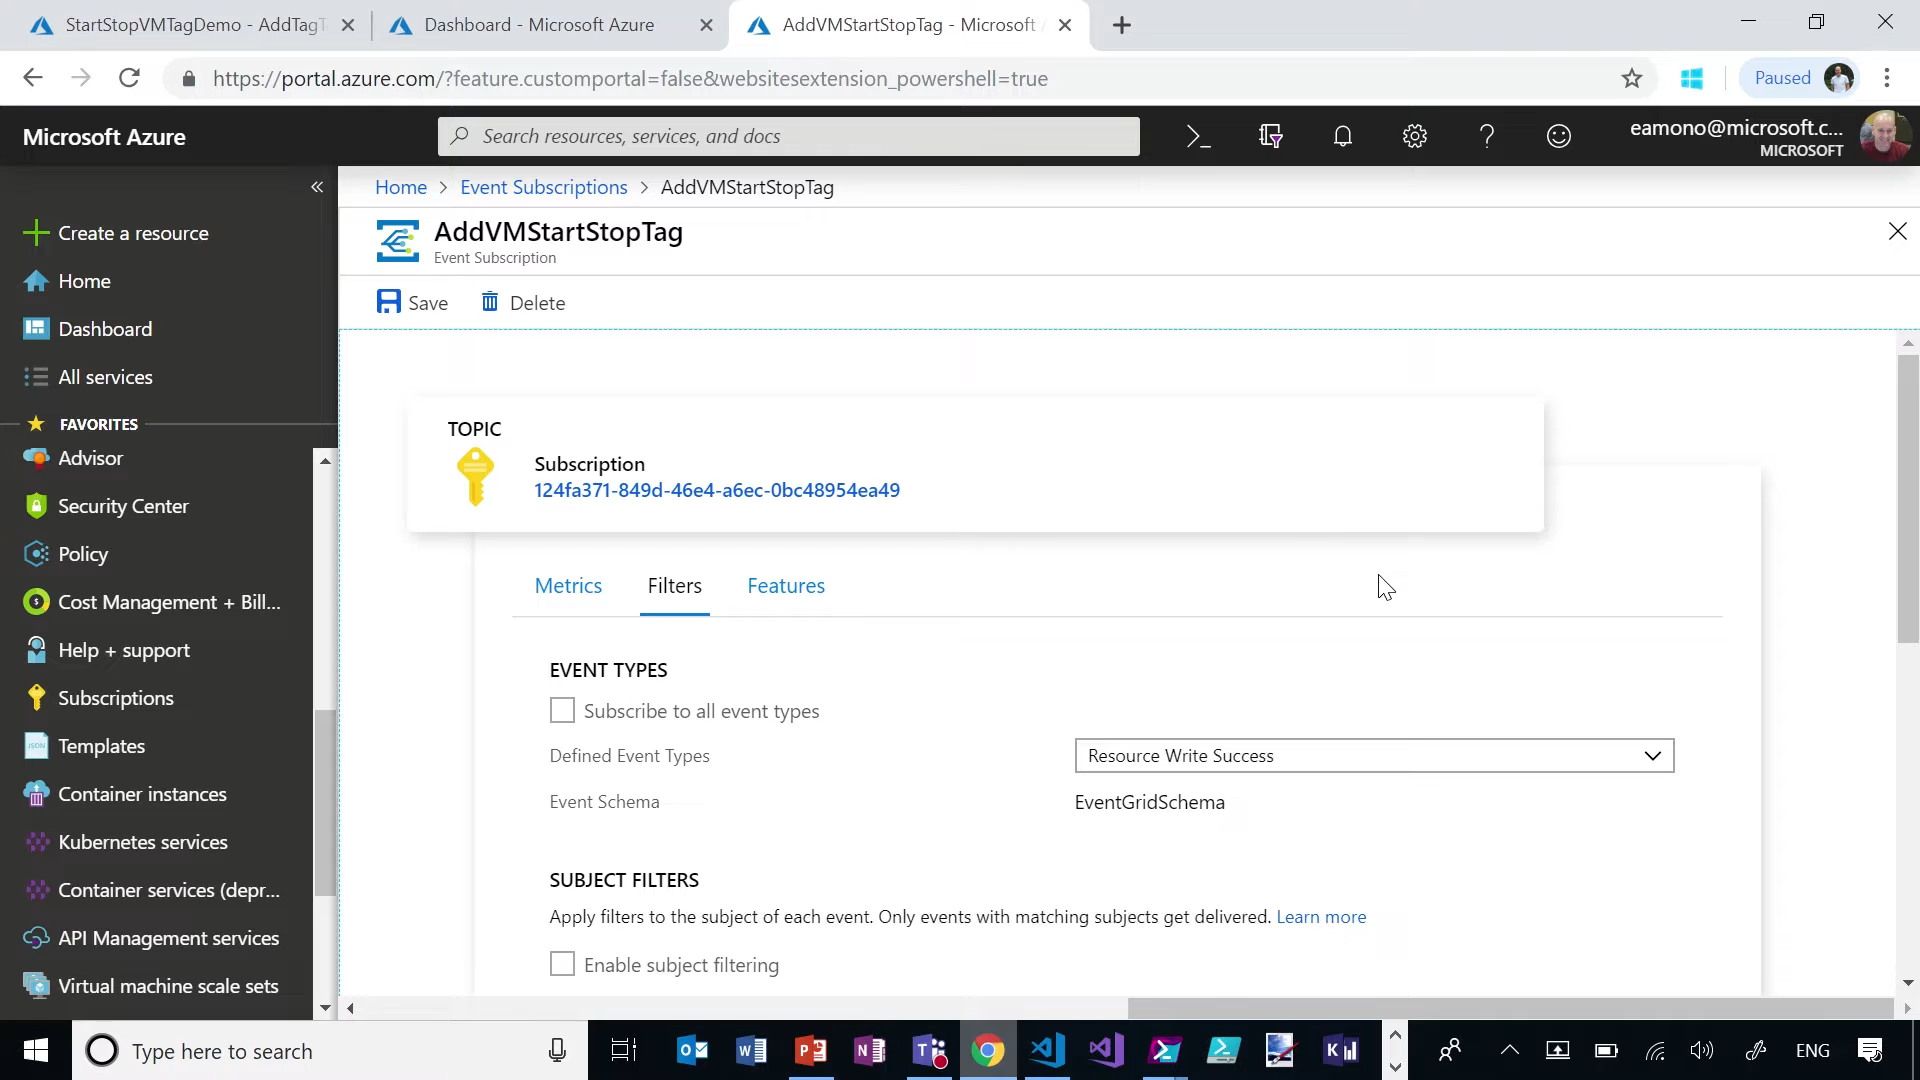 StartStopVMTagDemo - AddTagT
Dashboard - Microsoft Azure
AddVMStartStopTag - Microsoft
https://portal.azure.com/?feature.customportal=false&websitesextension_powershell=true
Paused
Microsoft Azure
Search resources, services, and docs
eamono@microsoft.c...
MICROSOFT
Home > Event Subscriptions > AddVMStartStopTag
AddVMStartStopTag
Event Subscription
Save
Delete
Create a resource
Home
Dashboard
All services
FAVORITES
Advisor
Security Center
Policy
Cost Management + Bill...
Help + support
Subscriptions
Templates
Container instances
Kubernetes services
Container services (depr...
API Management services
Virtual machine scale sets
TOPIC
Subscription
124fa371-849d-46e4-a6ec-0bc48954ea49
Metrics
Filters
Features
EVENT TYPES
Subscribe to all event types
Defined Event Types
Resource Write Success
Event Schema
EventGridSchema
SUBJECT FILTERS
Apply filters to the subject of each event. Only events with matching subjects get delivered. Learn more
Enable subject filtering
Type here to search
ENG